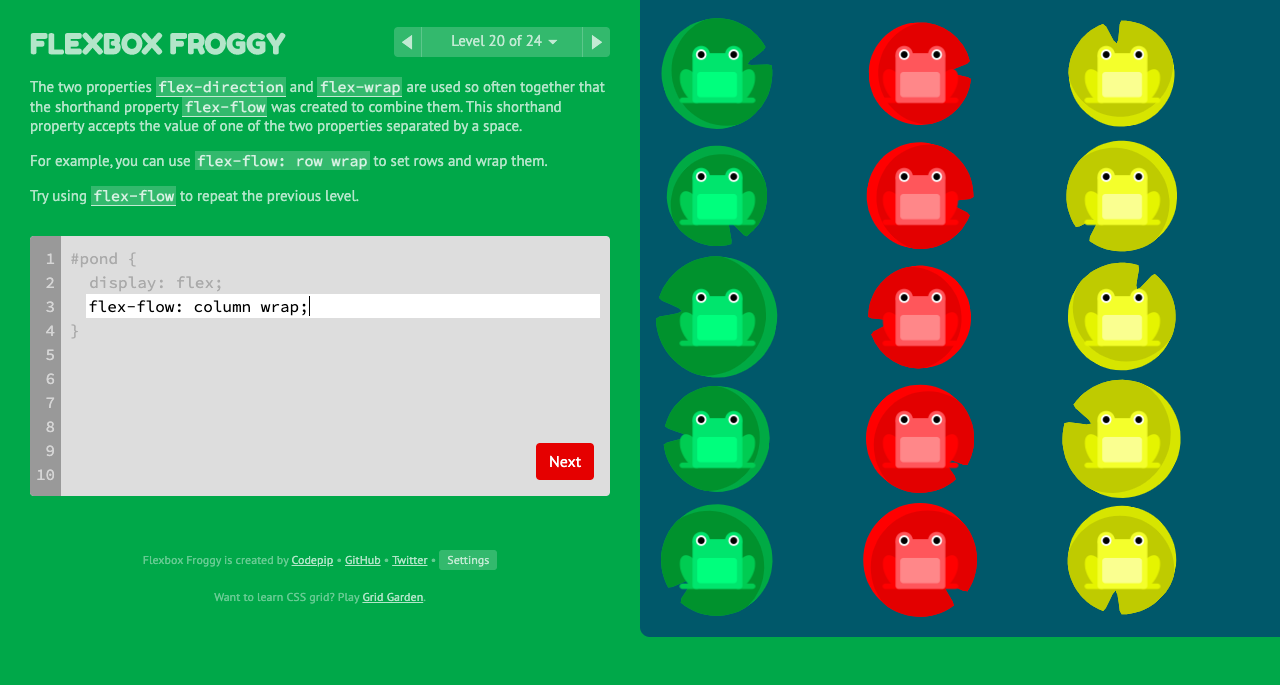 FLEXBOX FROGGY
Level 20 of 24
The two properties flex-direction and flex-wrap are used so often together that
the shorthand property flex-flow was created to combine them. This shorthand
property accepts the value of one of the two properties separated by a space.
For example, you can use flex-flow: row wrap to set rows and wrap them.
Try using flex-flow to repeat the previous level.
1 #pond {
2 display: flex;
3 flex-flow: column wrap;
4 }
5
6
7
8
9
10
Next
Flexbox Froggy is created by Codepip • GitHub • Twitter • Settings
Want to learn CSS grid? Play Grid Garden.